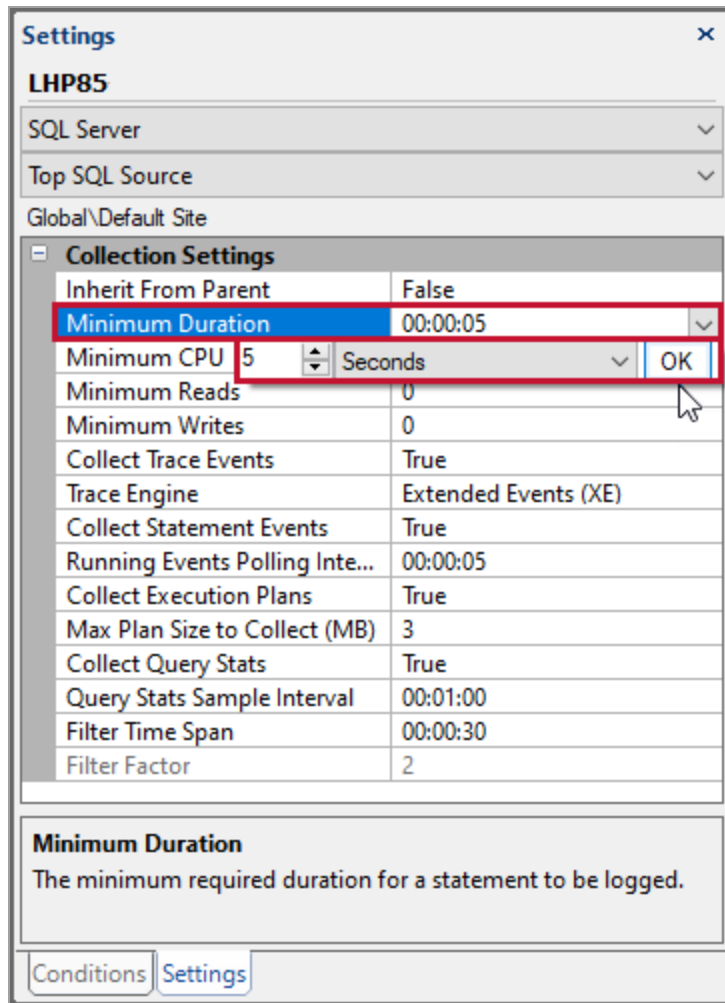 Settings
LHP85
SQL Server
Top SQL Source
Global\Default Site
Collection Settings
Inherit From Parent False
Minimum Duration 00:00:05
Minimum CPU 5 Seconds OK
Minimum Reads 0
Minimum Writes 0
Collect Trace Events True
Trace Engine Extended Events (XE)
Collect Statement Events True
Running Events Polling Inte... 00:00:05
Collect Execution Plans True
Max Plan Size to Collect (MB) 3
Collect Query Stats True
Query Stats Sample Interval 00:01:00
Filter Time Span 00:00:30
Filter Factor 2
Minimum Duration
The minimum required duration for a statement to be logged.
Conditions Settings